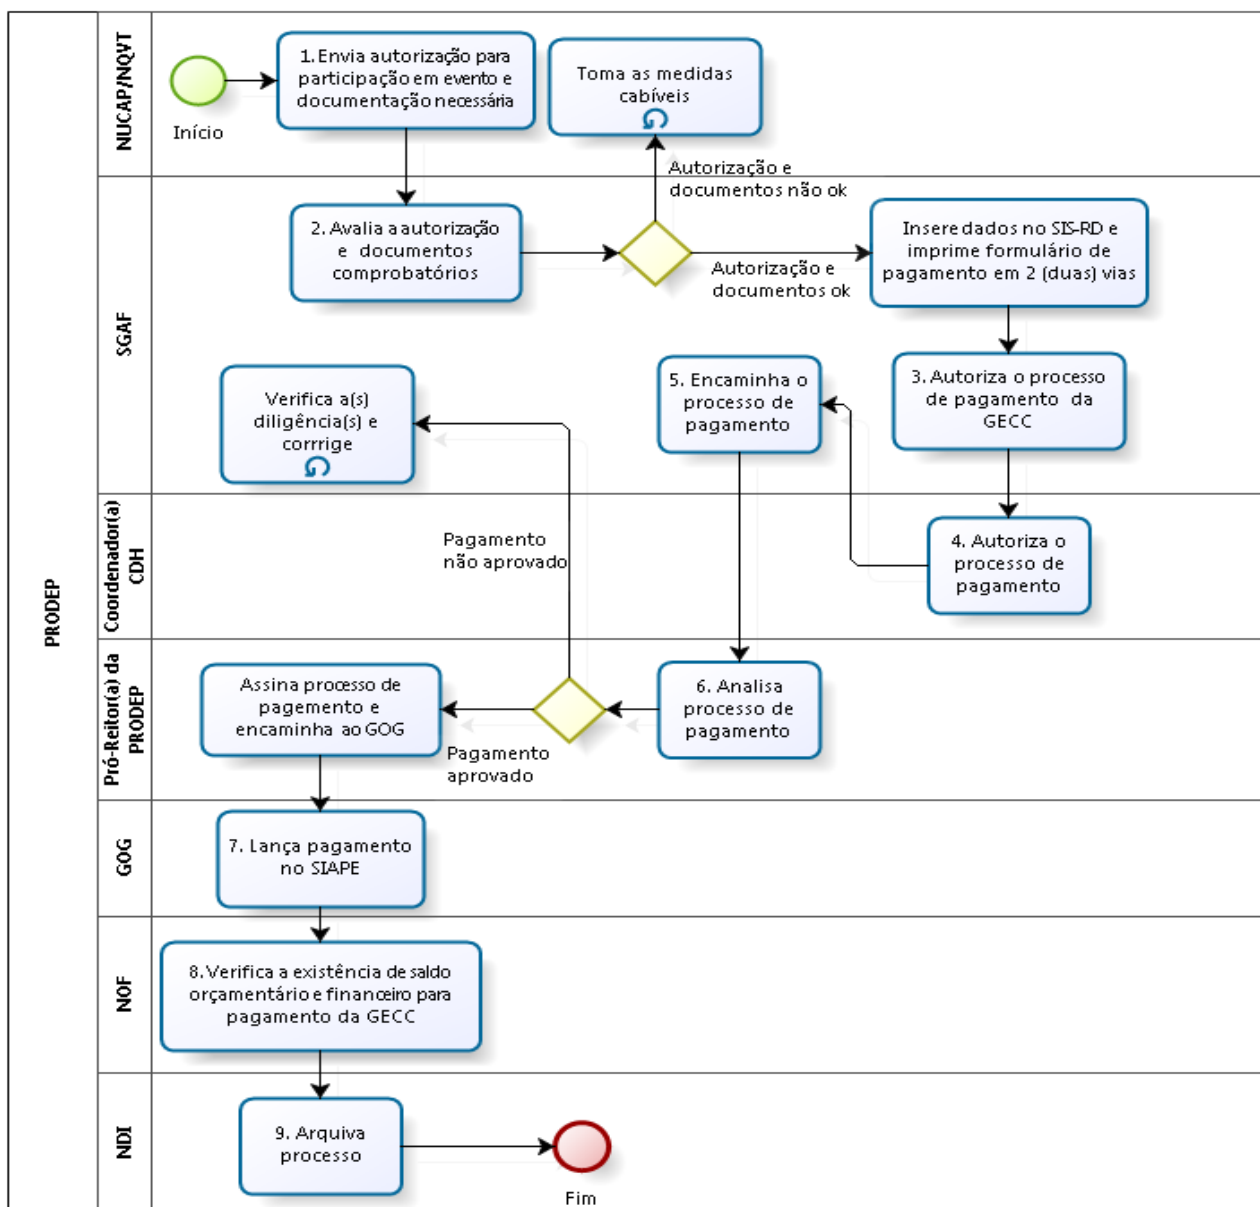 PRODEP
NUCAP/NQVT
Início
1. Envia autorização para
participação em evento e
documentação necessária
Toma as medidas
cabíveis
Autorização e
documentos não ok
SGAF
2. Avalia a autorização
e documentos
comprobatórios
Autorização e
documentos ok
Insere dados no SIS-RD e
imprime formulário de
pagamento em 2 (duas) vias
3. Autoriza o processo
de pagamento da
GECC
5. Encaminha o
processo de
pagamento
Verifica a(s)
diligência(s) e
corrrige
Coordenador(a)
CDH
4. Autoriza o
processo de
pagamento
Pagamento
não aprovado
Pró-Reitor(a) da
PRODEP
6. Analisa
processo de
pagamento
Pagamento
aprovado
Assina processo de
pagemento e
encaminha ao GOG
GOG
7. Lança pagamento
no SIAPE
NOF
8. Verifica a existência de saldo
orçamentário e financeiro para
pagamento da GECC
NDI
9. Arquiva
processo
Fim